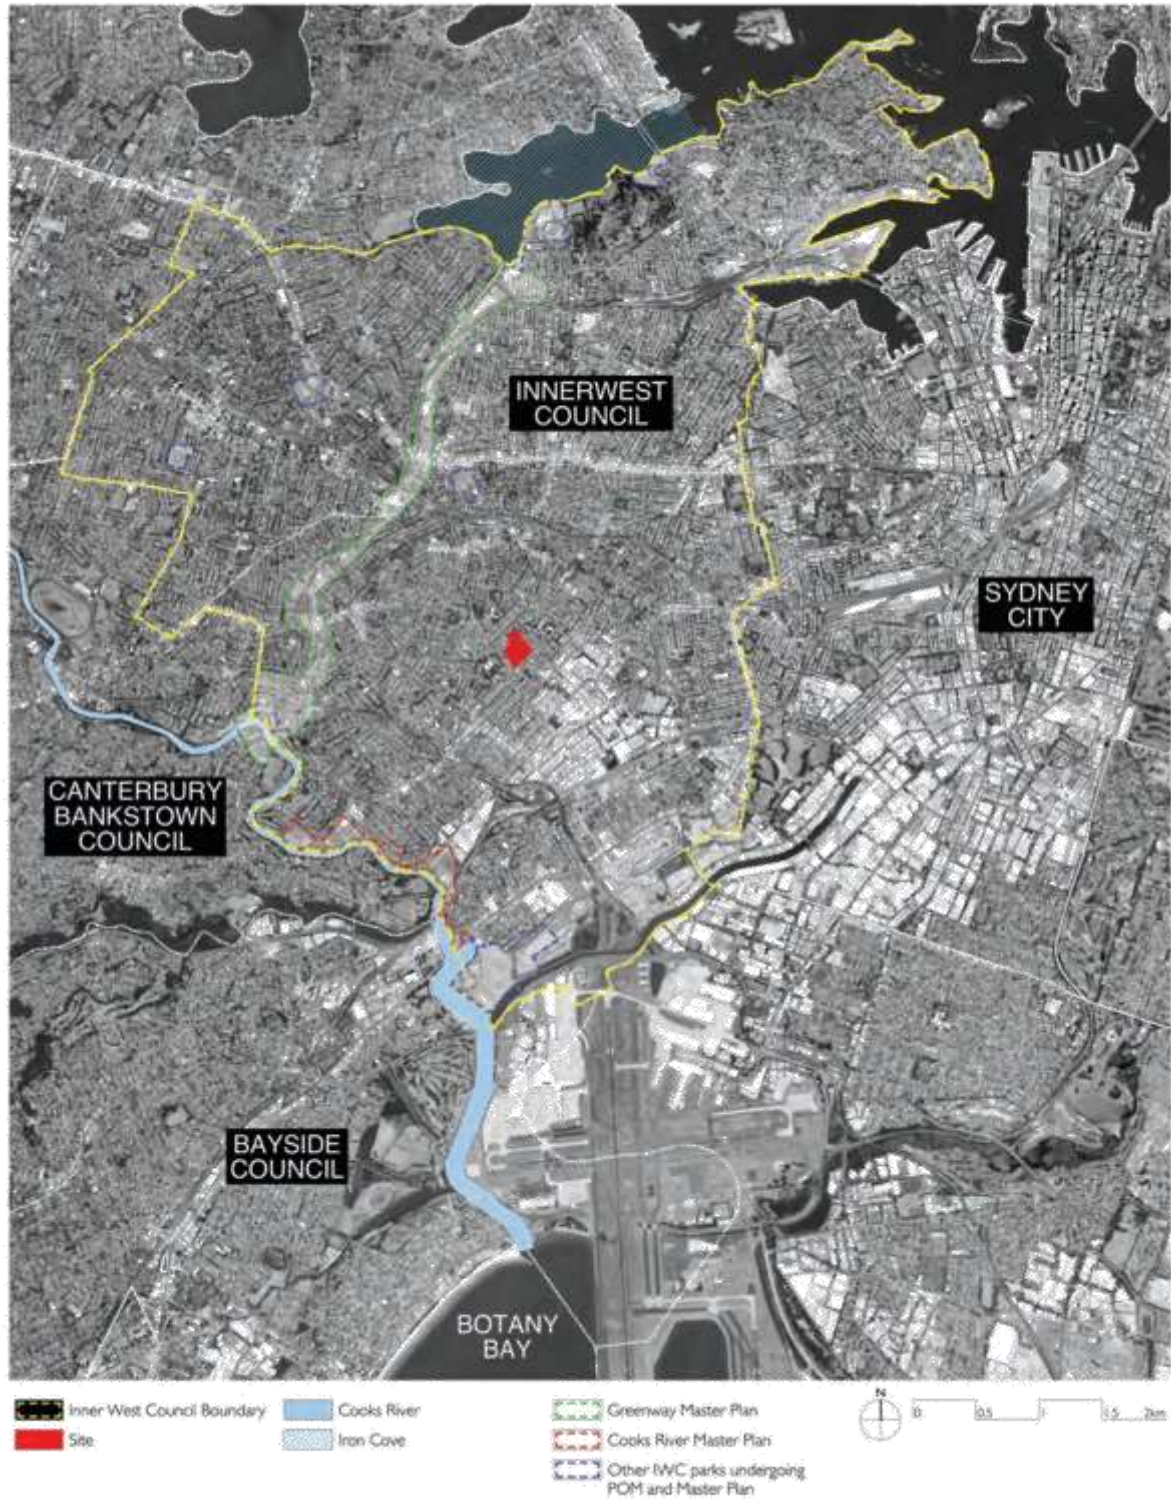 INNERWEST
COUNCIL
SYDNEY
CITY
CANTERBURY
BANKSTOWN
COUNCIL
BAYSIDE
COUNCIL
BOTANY
BAY
Inner West Council Boundary
Site
Cooks River
Iron Cove
Greenway Master Plan
Cooks River Master Plan
Other IWC parks undergoing
POM and Master Plan
N
0 0.5 1 1.5 2km